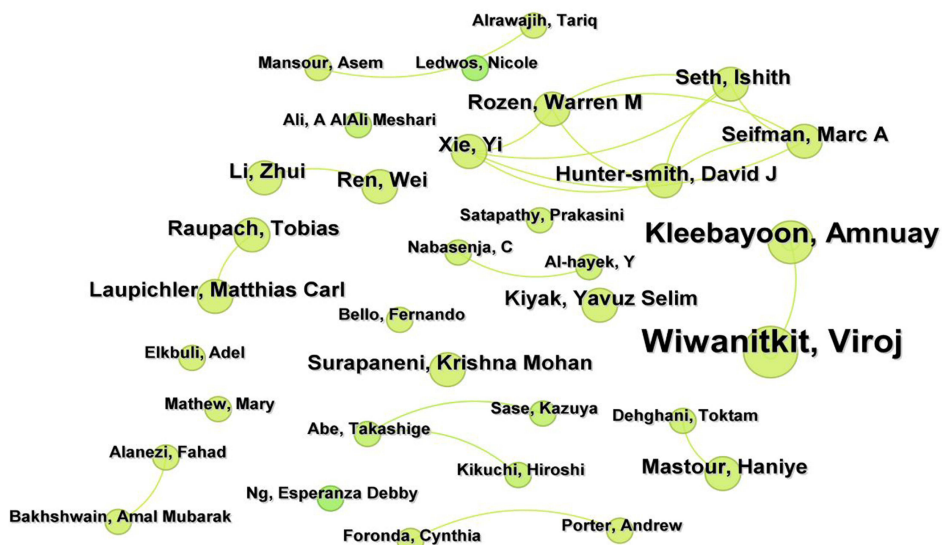 Alrawajih, Tariq
Mansour, Asem
Ledwos, Nicole
Seth, Ishith
Rozen, Warren M
Ali, A AlAli Meshari
Seifman, Marc A
Xie, Yi
Li, Zhui
Ren, Wei
Hunter-smith, David J
Satapathy, Prakasini
Raupach, Tobias
Kleebayoon, Amnuay
Nabasenja, C
Al-hayek, Y
Laupichler, Matthias Carl
Kiyak, Yavuz Selim
Bello, Fernando
Wiwanitkit, Viroj
Elkbuli, Adel
Surapaneni, Krishna Mohan
Mathew, Mary
Sase, Kazuya
Dehghani, Toktam
Abe, Takashige
Alanezi, Fahad
Kikuchi, Hiroshi
Mastour, Haniye
Ng, Esperanza Debby
Bakhshwain, Amal Mubarak
Foronda, Cynthia
Porter, Andrew